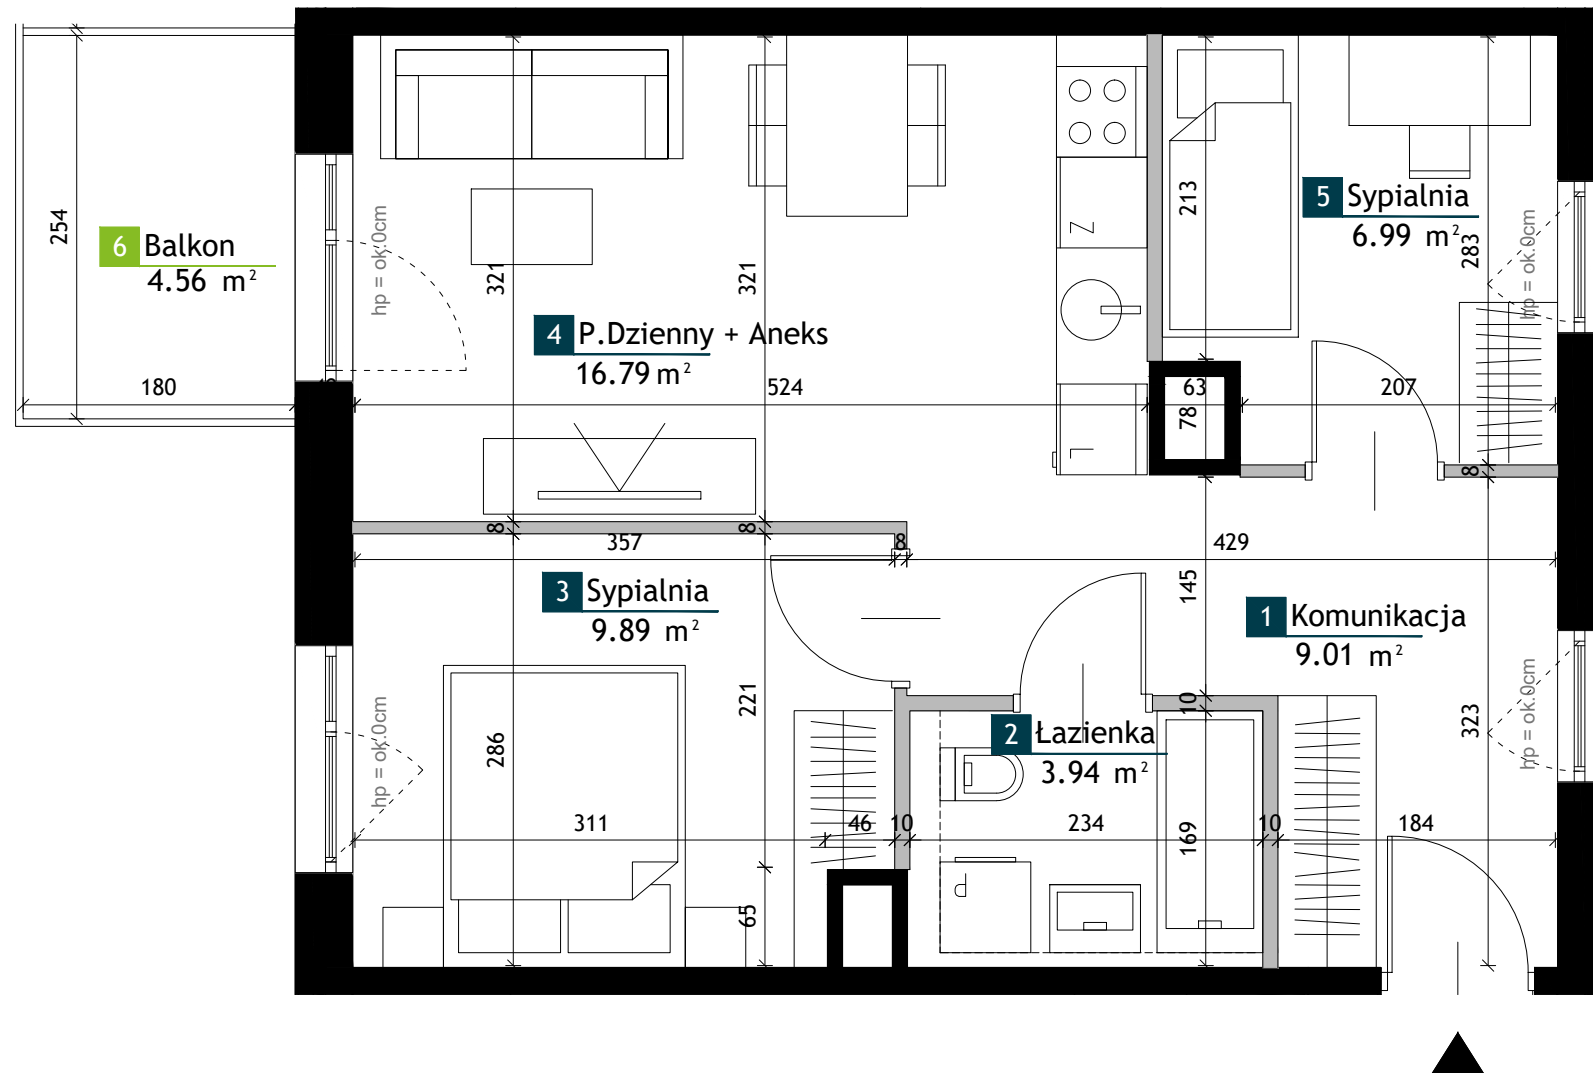 254
6 Balkon
4.56 m²
180
hp = ok.0cm
321
321
4 P.Dzienny + Aneks
16.79 m²
524
Z
L
213
5 Sypialnia
6.99 m²
283
hp = ok.0cm
63
78
207
8
8
8
357
8
429
3 Sypialnia
9.89 m²
145
1 Komunikacja
9.01 m²
hp = ok.0cm
286
221
10
2 Łazienka
3.94 m²
323
hp = ok.0cm
311
46
10
234
169
10
184
65
P